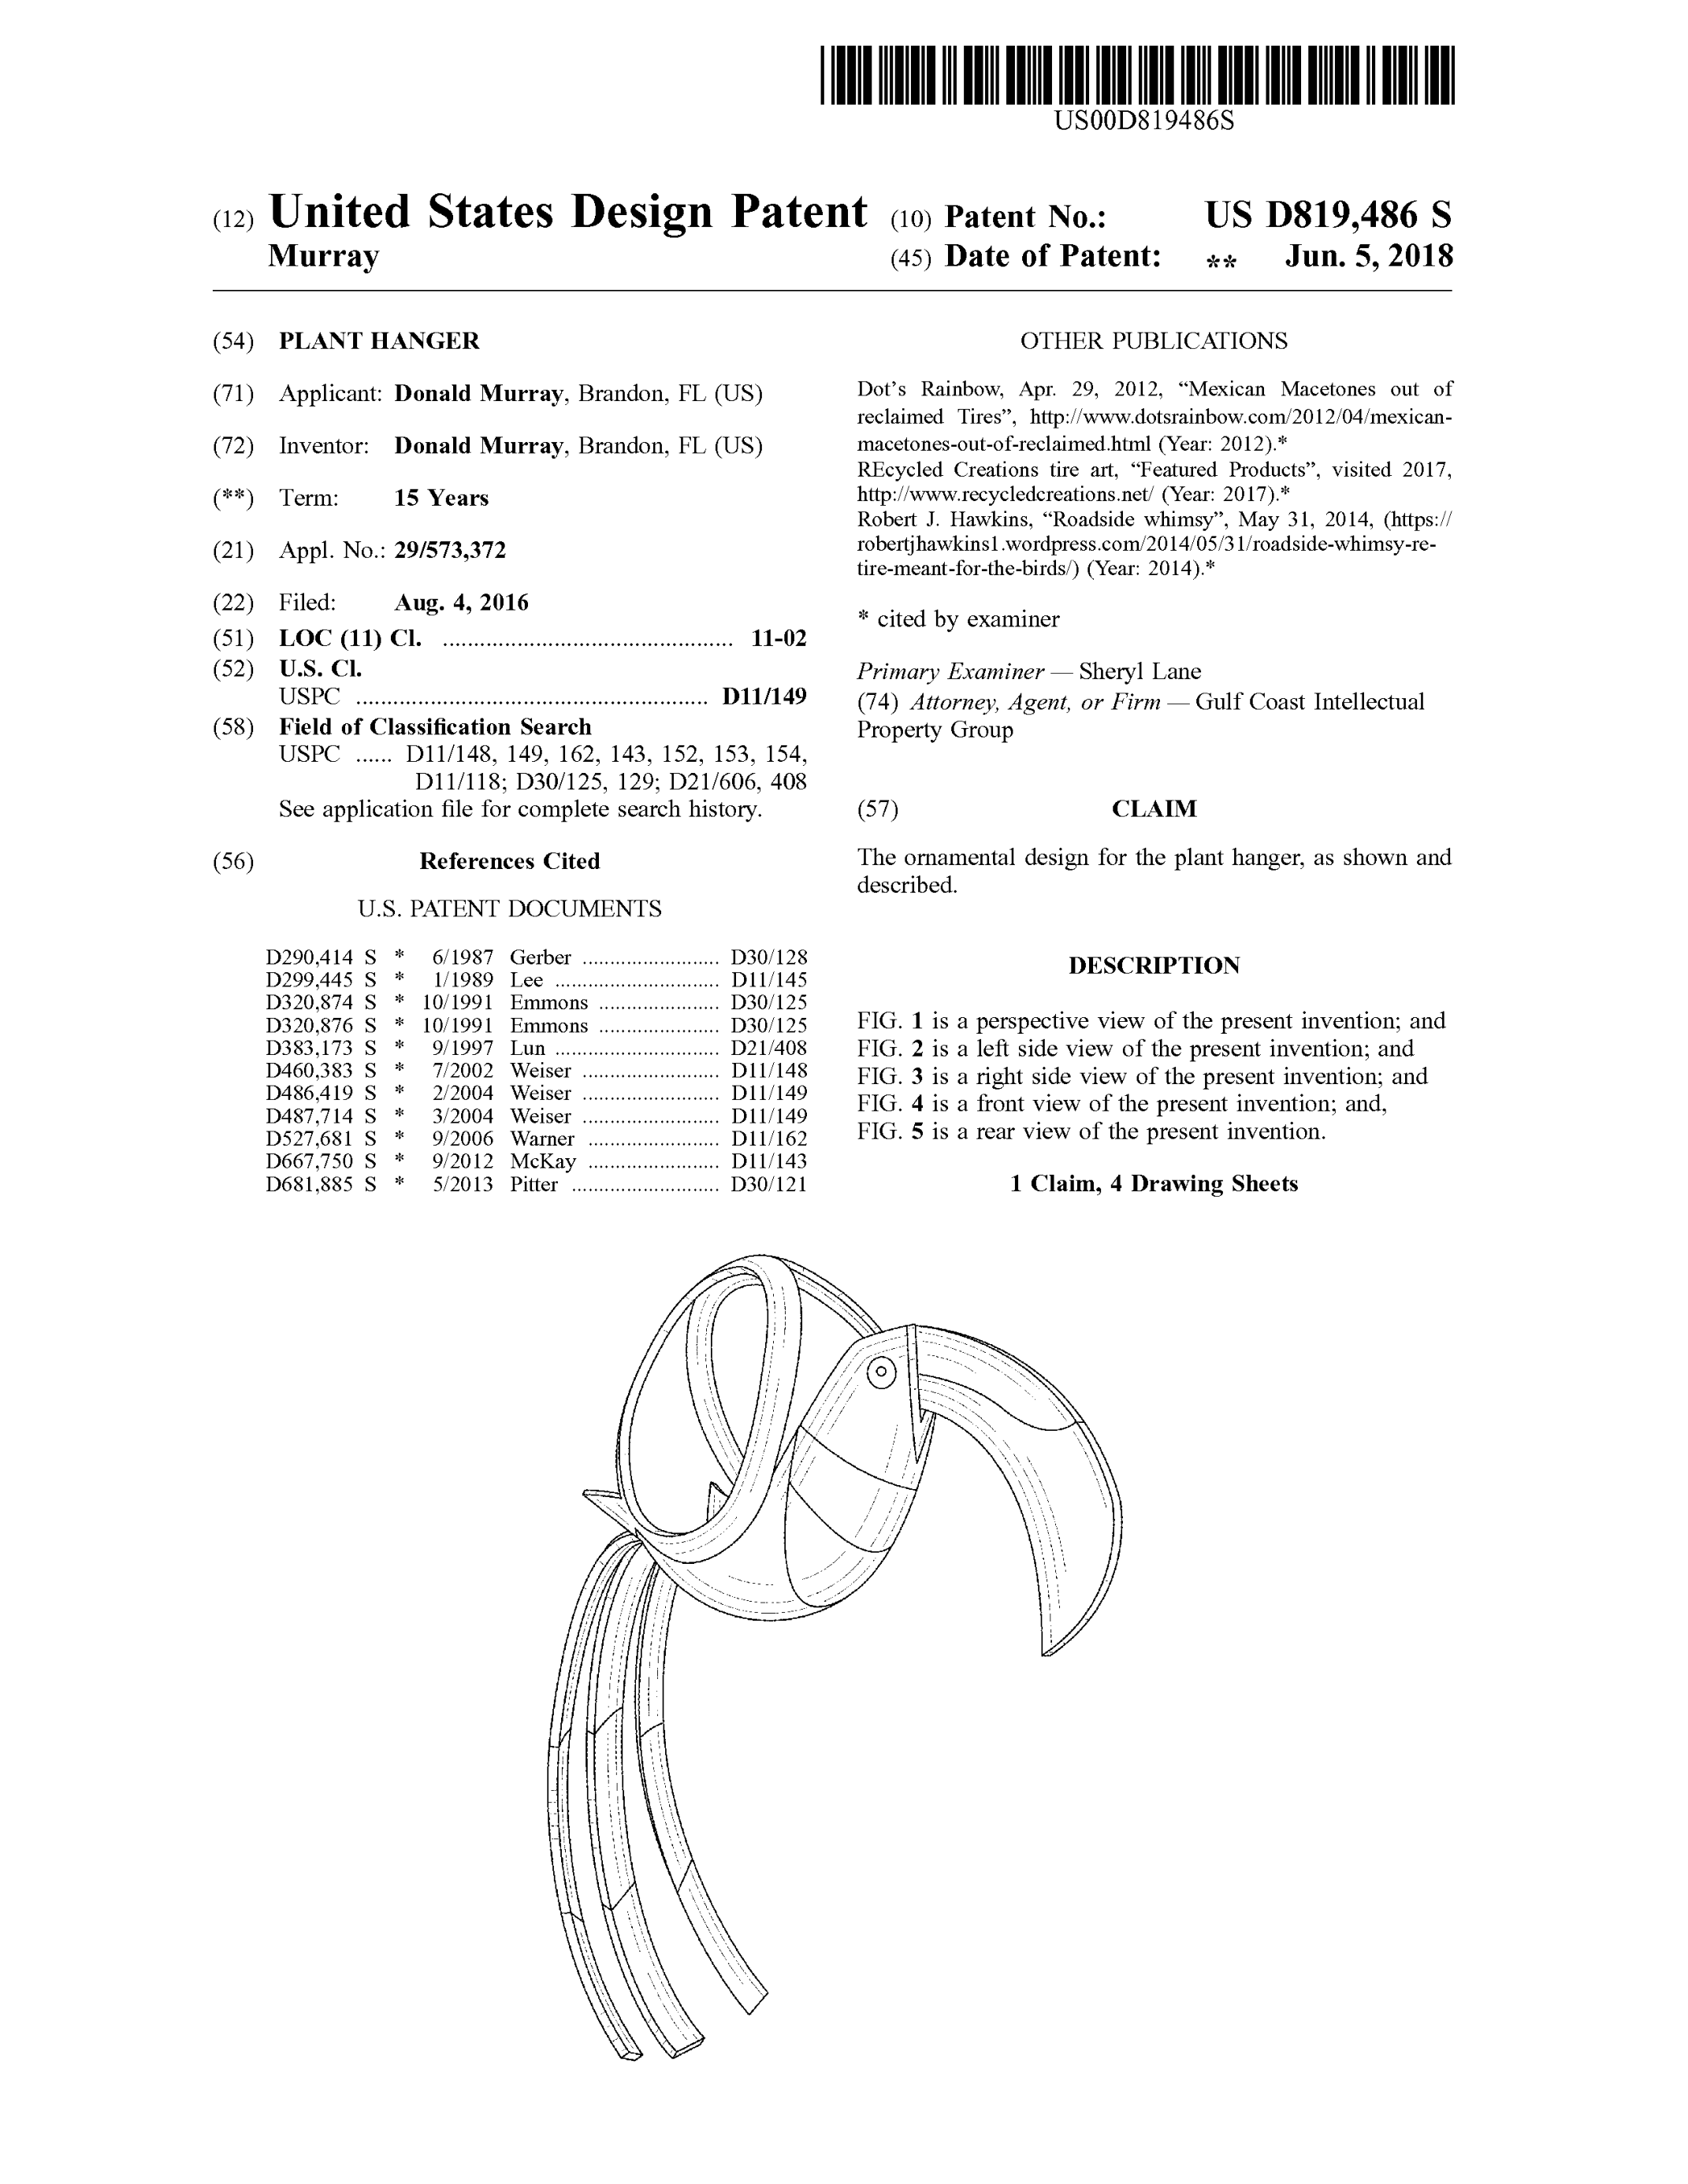 US00D819486S
(12) United States Design Patent
Murray
(10) Patent No.: US D819,486 S
(45) Date of Patent: ** Jun. 5, 2018
(54) PLANT HANGER
(71) Applicant: Donald Murray, Brandon, FL (US)
(72) Inventor: Donald Murray, Brandon, FL (US)
(**) Term: 15 Years
(21) Appl. No.: 29/573,372
(22) Filed: Aug. 4, 2016
(51) LOC (11) Cl. ................................................ 11-02
(52) U.S. Cl.
USPC .......................................................... D11/149
(58) Field of Classification Search
USPC ...... D11/148, 149, 162, 143, 152, 153, 154,
D11/118; D30/125, 129; D21/606, 408
See application file for complete search history.
(56) References Cited
U.S. PATENT DOCUMENTS
D290,414 S * 6/1987 Gerber ......................... D30/128
D299,445 S * 1/1989 Lee .............................. D11/145
D320,874 S * 10/1991 Emmons ...................... D30/125
D320,876 S * 10/1991 Emmons ...................... D30/125
D383,173 S * 9/1997 Lun .............................. D21/408
D460,383 S * 7/2002 Weiser ......................... D11/148
D486,419 S * 2/2004 Weiser ......................... D11/149
D487,714 S * 3/2004 Weiser ......................... D11/149
D527,681 S * 9/2006 Warner ........................ D11/162
D667,750 S * 9/2012 McKay ........................ D11/143
D681,885 S * 5/2013 Pitter ........................... D30/121
OTHER PUBLICATIONS
Dot's Rainbow, Apr. 29, 2012, “Mexican Macetones out of
reclaimed Tires”, http://www.dotsrainbow.com/2012/04/mexican-
macetones-out-of-reclaimed.html (Year: 2012).*
REcycled Creations tire art, “Featured Products”, visited 2017,
http://www.recycledcreations.net/ (Year: 2017).*
Robert J. Hawkins, “Roadside whimsy”, May 31, 2014, (https://
robertjhawkins1.wordpress.com/2014/05/31/roadside-whimsy-re-
tire-meant-for-the-birds/) (Year: 2014).*
* cited by examiner
Primary Examiner — Sheryl Lane
(74) Attorney, Agent, or Firm — Gulf Coast Intellectual
Property Group
(57) CLAIM
The ornamental design for the plant hanger, as shown and
described.
DESCRIPTION
FIG. 1 is a perspective view of the present invention; and
FIG. 2 is a left side view of the present invention; and
FIG. 3 is a right side view of the present invention; and
FIG. 4 is a front view of the present invention; and,
FIG. 5 is a rear view of the present invention.
1 Claim, 4 Drawing Sheets